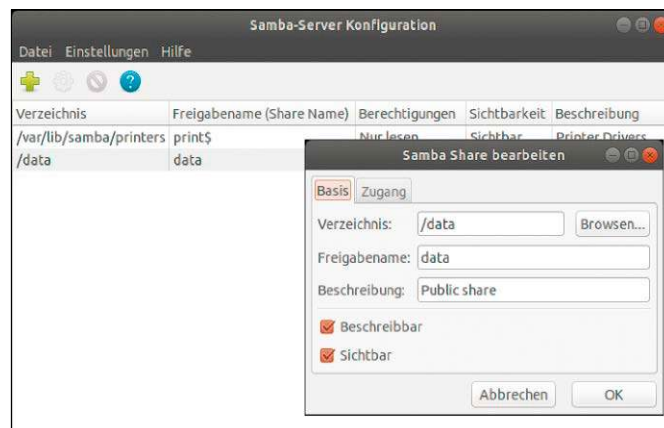 Samba-Server Konfiguration
Datei Einstellungen Hilfe
Verzeichnis Freigabename (Share Name) Berechtigungen Sichtbarkeit Beschreibung
/var/lib/samba/printers print$ Nur lesen Sichtbar Printer Drivers
/data data
Samba Share bearbeiten
Basis Zugang
Verzeichnis: /data Browsen...
Freigabename: data
Beschreibung: Public share
Beschreibbar
Sichtbar
Abbrechen OK